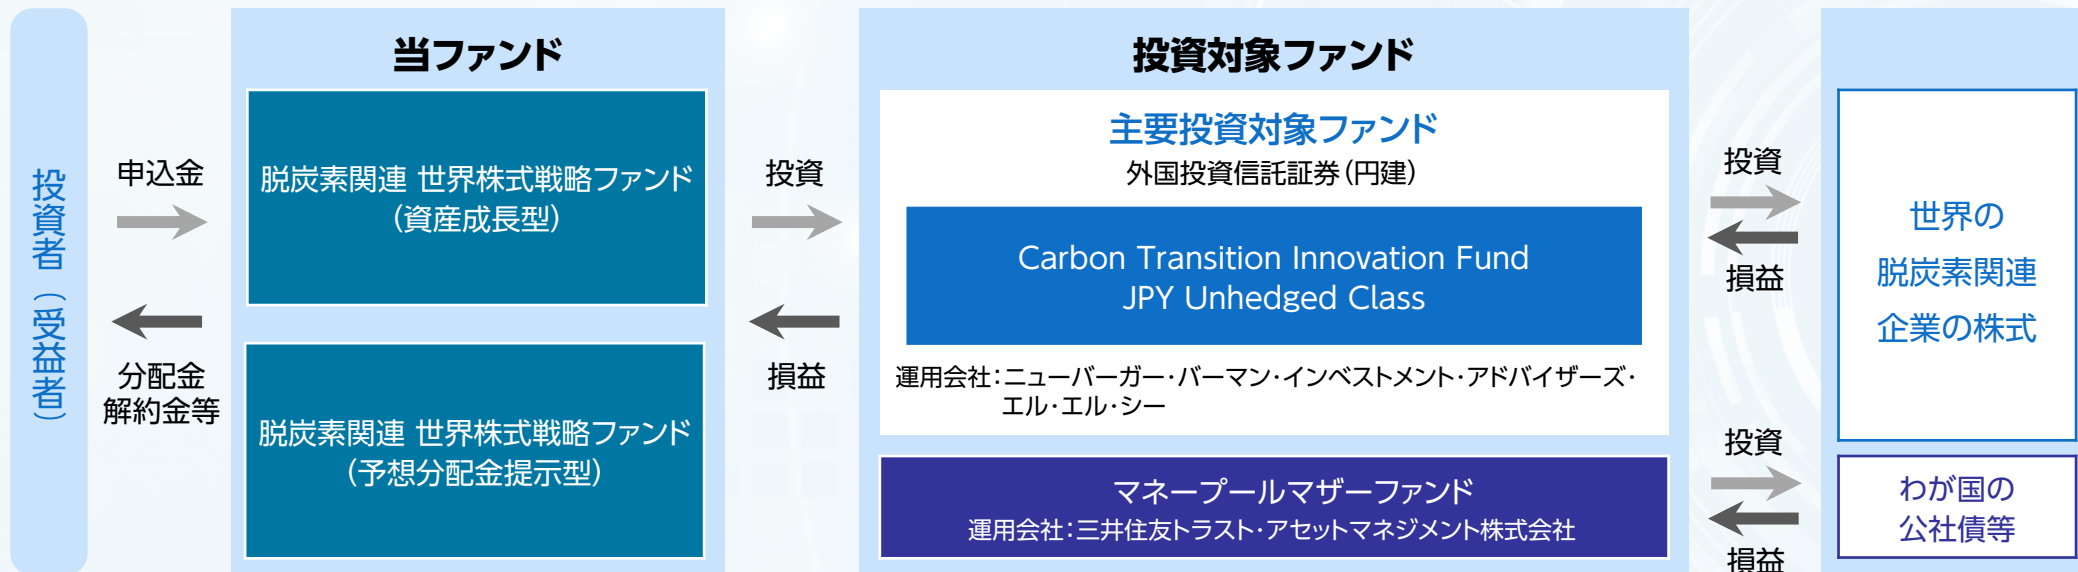 投資者（受益者）
申込金
分配金
解約金等
当ファンド
脱炭素関連 世界株式戦略ファンド
（資産成長型）
脱炭素関連 世界株式戦略ファンド
（予想分配金提示型）
投資
損益
投資対象ファンド
主要投資対象ファンド
外国投資信託証券（円建）
Carbon Transition Innovation Fund
JPY Unhedged Class
運用会社：ニューバーガー・バーマン・インベストメント・アドバイザーズ・
エル・エル・シー
マネープールマザーファンド
運用会社：三井住友トラスト・アセットマネジメント株式会社
投資
損益
投資
損益
世界の
脱炭素関連
企業の株式
わが国の
公社債等